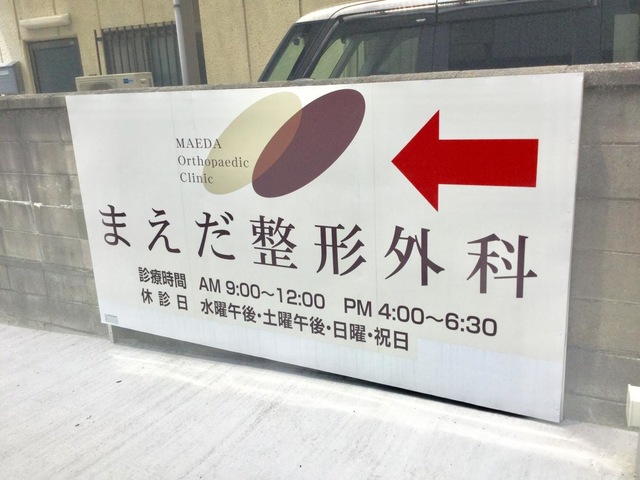 MAEDA
Orthopaedic
Clinic
まえだ整形外科
診療時間 AM 9:00～12:00 PM 4:00～6:30
休診日 水曜午後・土曜午後・日曜・祝日